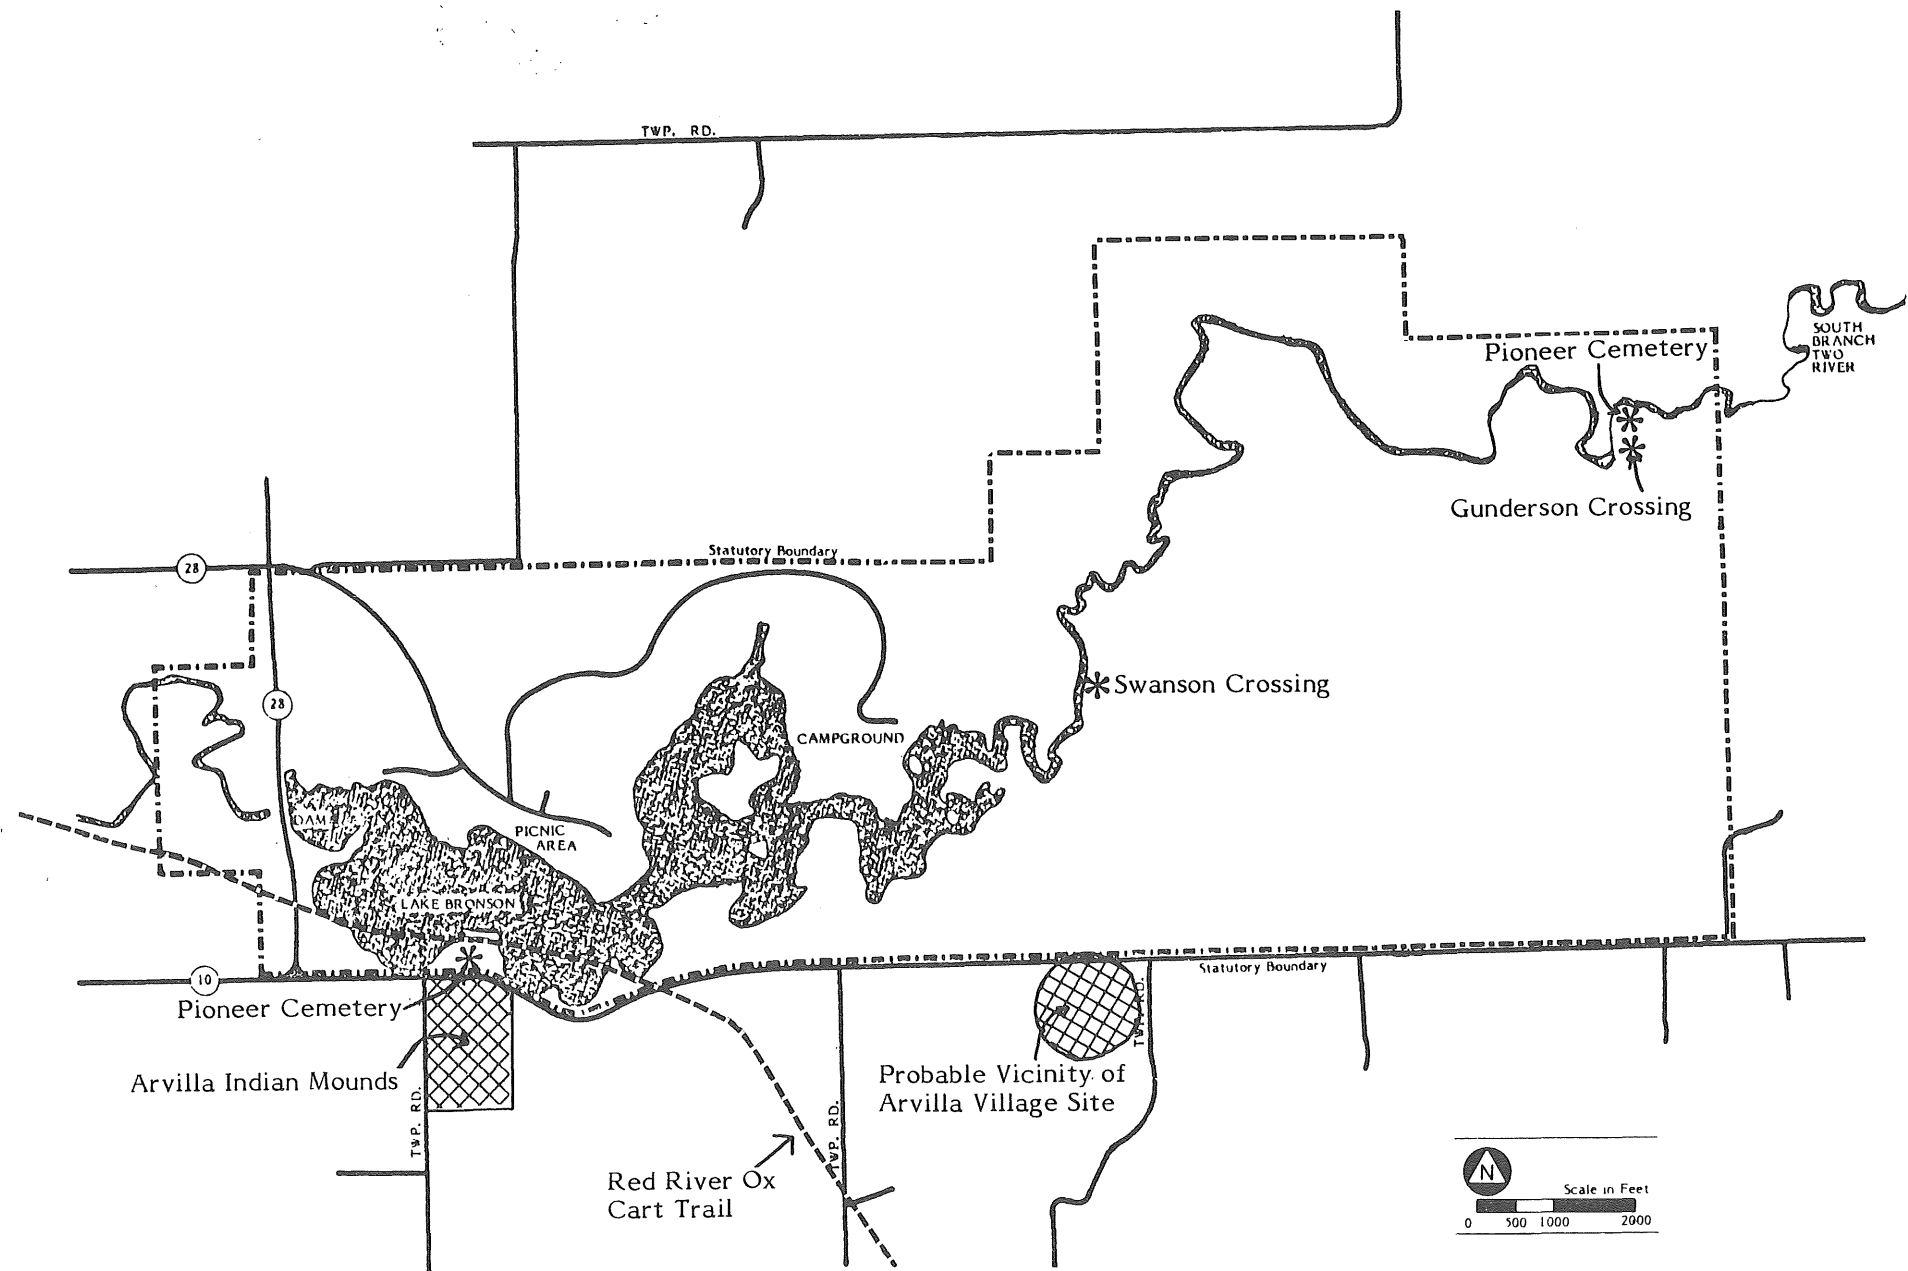 TWP. RD.
SOUTH
BRANCH
TWO
RIVER
Pioneer Cemetery
Gunderson Crossing
Statutory Boundary
28
28
Swanson Crossing
CAMPGROUND
DAM
PICNIC
AREA
LAKE BRONSON
10
Statutory Boundary
Pioneer Cemetery
TWP. RD.
Arvilla Indian Mounds
Probable Vicinity of
Arvilla Village Site
TWP. RD.
TWP. RD.
Red River Ox
Cart Trail
N
Scale in Feet
0 500 1000 2000